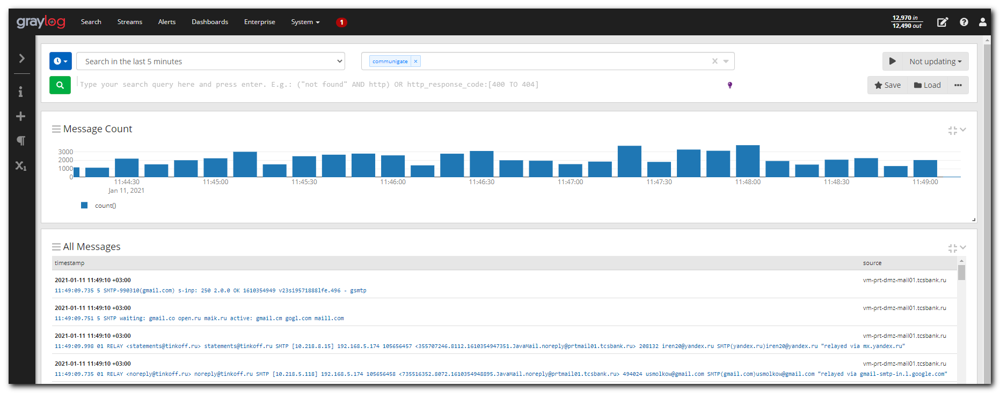 graylog Search Streams Alerts Dashboards Enterprise System 1 12,970 in
12,490 out
Search in the last 5 minutes communigate × Not updating
Type your search query here and press enter. E.g.: ("not found" AND http) OR http_response_code:[400 TO 404] Save Load
Message Count
3000
2000
1000
0
11:44:30 11:45:00 11:45:30 11:46:00 11:46:30 11:47:00 11:47:30 11:48:00 11:48:30 11:49:00
Jan 11, 2021
count()
All Messages
timestamp source
2021-01-11 11:49:10 +03:00 vm-prt-dmz-mail01.tcsbank.ru
11:49:09.735 5 SMTP-990310(gmail.com) s-inp: 250 2.0.0 OK 1610354949 v23si9571888lfe.496 - gsmtp
2021-01-11 11:49:10 +03:00 vm-prt-dmz-mail01.tcsbank.ru
11:49:09.751 5 SMTP waiting: gmail.co open.ru maik.ru active: gmail.cm gogl.com maill.com
2021-01-11 11:49:10 +03:00 vm-prt-dmz-mail01.tcsbank.ru
11:49:09.998 01 RELAY <statements@tinkoff.ru> statements@tinkoff.ru SMTP [10.218.8.15] 192.168.5.174 105656457 <355707246.8112.1610354947351.JavaMail.noreply@prtmail01.tcsbank.ru> 208132 iren20@yandex.ru SMTP(yandex.ru)iren20@yandex.ru "relayed via mx.yandex.ru"
2021-01-11 11:49:10 +03:00 vm-prt-dmz-mail01.tcsbank.ru
11:49:09.735 01 RELAY <noreply@tinkoff.ru> noreply@tinkoff.ru SMTP [10.218.5.118] 192.168.5.174 105656458 <735516352.8072.1610354948895.JavaMail.noreply@prtmail01.tcsbank.ru> 494024 usmolkow@gmail.com SMTP(gmail.com)usmolkow@gmail.com "relayed via gmail-smtp-in.l.google.com"